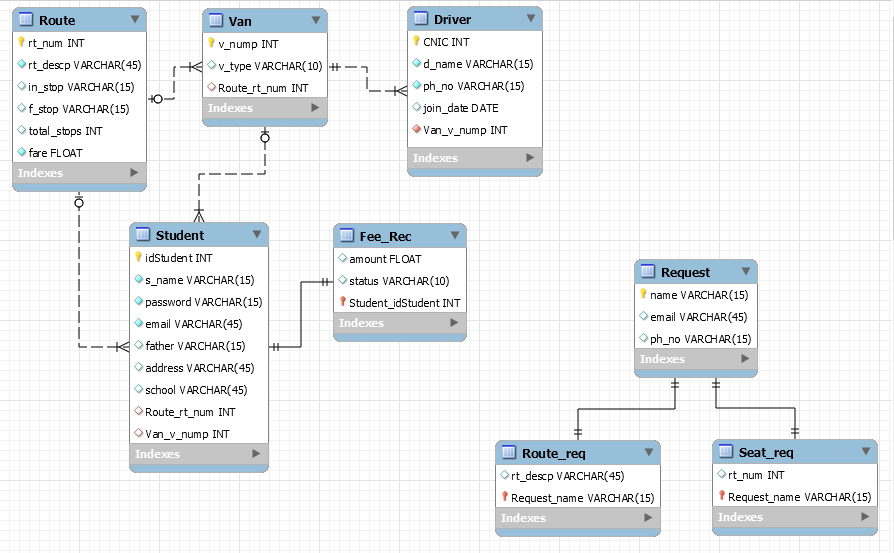 Route
rt_num INT
rt_descp VARCHAR(45)
in_stop VARCHAR(15)
f_stop VARCHAR(15)
total_stops INT
fare FLOAT
Indexes
Van
v_nump INT
v_type VARCHAR(10)
Route_rt_num INT
Indexes
Driver
CNIC INT
d_name VARCHAR(15)
ph_no VARCHAR(15)
join_date DATE
Van_v_nump INT
Indexes
Student
idStudent INT
s_name VARCHAR(15)
password VARCHAR(15)
email VARCHAR(45)
father VARCHAR(15)
address VARCHAR(45)
school VARCHAR(45)
Route_rt_num INT
Van_v_nump INT
Indexes
Fee_Rec
amount FLOAT
status VARCHAR(10)
Student_idStudent INT
Indexes
Request
name VARCHAR(15)
email VARCHAR(45)
ph_no VARCHAR(15)
Indexes
Route_req
rt_descp VARCHAR(45)
Request_name VARCHAR(15)
Indexes
Seat_req
rt_num INT
Request_name VARCHAR(15)
Indexes